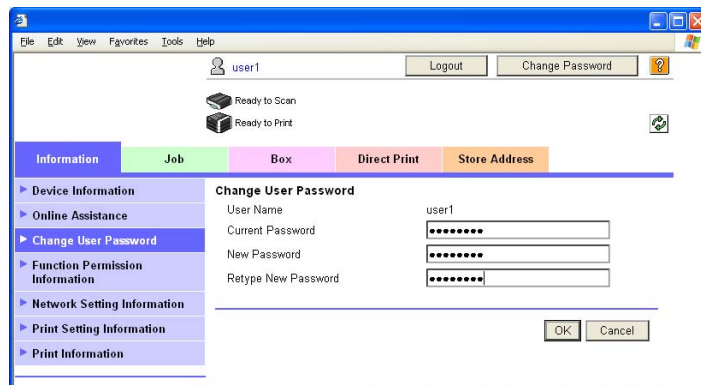 File Edit View Favorites Tools Help
user1 Logout Change Password ?
Ready to Scan
Ready to Print
Information Job Box Direct Print Store Address
Device Information
Online Assistance
Change User Password
Function Permission
Information
Network Setting Information
Print Setting Information
Print Information
Change User Password
User Name user1
Current Password ••••••••
New Password ••••••••
Retype New Password ••••••••
OK Cancel